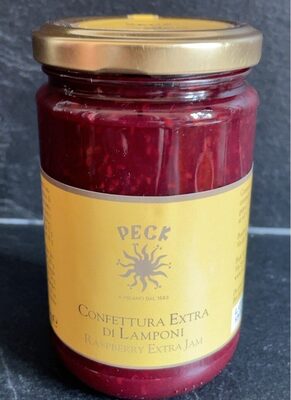 PECK
A MILANO DAL 1883
CONFETTURA EXTRA
DI LAMPONI
RASPBERRY EXTRA JAM